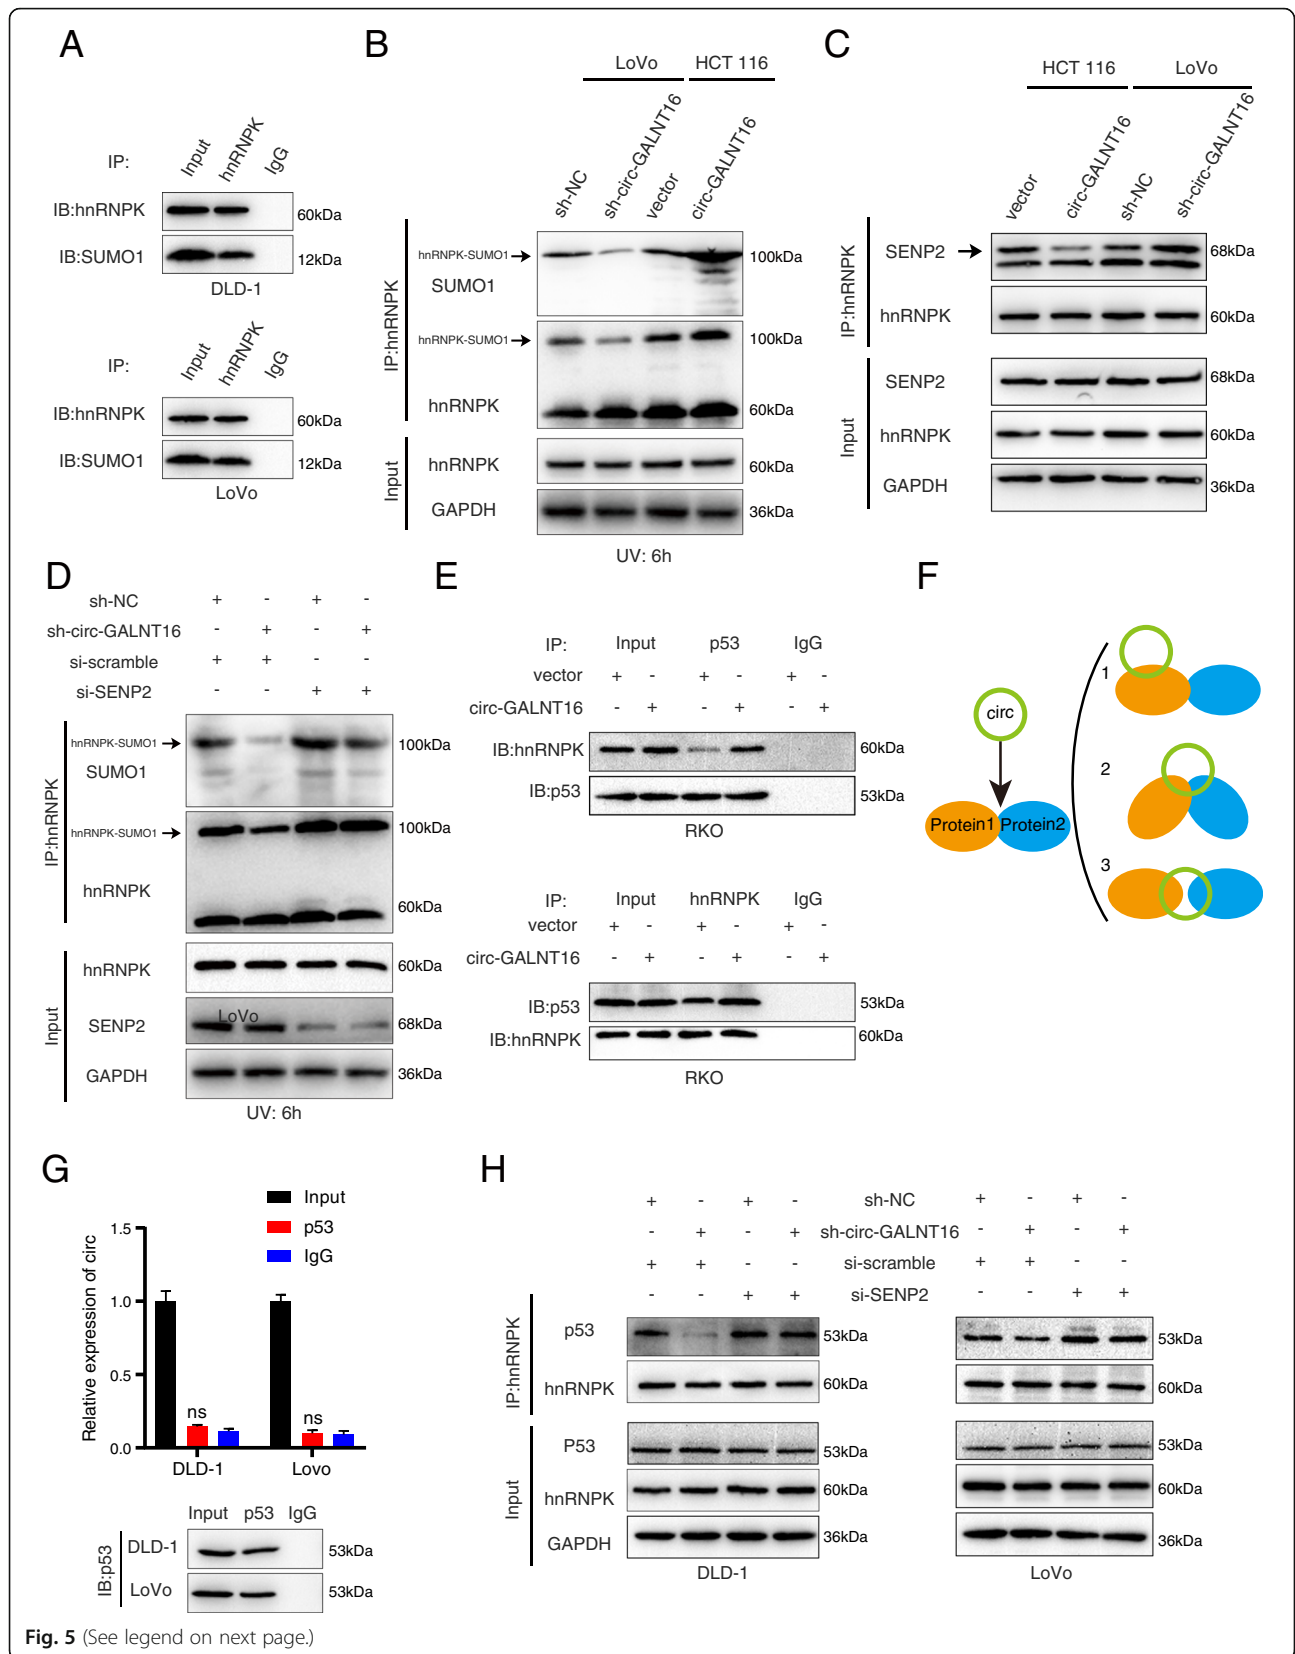 A
IP: Input hnRNPK IgG
IB:hnRNPK 60kDa
IB:SUMO1 12kDa
DLD-1
IP: Input hnRNPK IgG
IB:hnRNPK 60kDa
IB:SUMO1 12kDa
LoVo
B
LoVo HCT 116
sh-NC sh-circ-GALNT16 vector circ-GALNT16
IP:hnRNPK
hnRNPK-SUMO1 100kDa
SUMO1
hnRNPK-SUMO1 100kDa
hnRNPK 60kDa
Input
hnRNPK 60kDa
GAPDH 36kDa
UV: 6h
C
HCT 116 LoVo
vector circ-GALNT16 sh-NC sh-circ-GALNT16
IP:hnRNPK
SENP2 68kDa
hnRNPK 60kDa
Input
SENP2 68kDa
hnRNPK 60kDa
GAPDH 36kDa
D
sh-NC + - + -
sh-circ-GALNT16 - + - +
si-scramble + + - -
si-SENP2 - - + +
IP:hnRNPK
hnRNPK-SUMO1 100kDa
SUMO1
hnRNPK-SUMO1 100kDa
hnRNPK 60kDa
Input
hnRNPK 60kDa
SENP2 LoVo 68kDa
GAPDH 36kDa
UV: 6h
E
IP: Input p53 IgG
vector + - + - + -
circ-GALNT16 - + - + - +
IB:hnRNPK 60kDa
IB:p53 53kDa
RKO
IP: Input hnRNPK IgG
vector + - + - + -
circ-GALNT16 - + - + - +
IB:p53 53kDa
IB:hnRNPK 60kDa
RKO
F
circ
Protein1 Protein2
1
2
3
G
Input
p53
IgG
Relative expression of circ
1.5
1.0
0.5
0.0
ns ns
DLD-1 Lovo
Input p53 IgG
IB:p53
DLD-1 53kDa
LoVo 53kDa
H
+ - + - sh-NC + - + -
- + - + sh-circ-GALNT16 - + - +
+ + - - si-scramble + + - -
- - + + si-SENP2 - - + +
IP:hnRNPK
p53 53kDa 53kDa
hnRNPK 60kDa 60kDa
Input
P53 53kDa 53kDa
hnRNPK 60kDa 60kDa
GAPDH 36kDa 36kDa
DLD-1 LoVo
Fig. 5 (See legend on next page.)